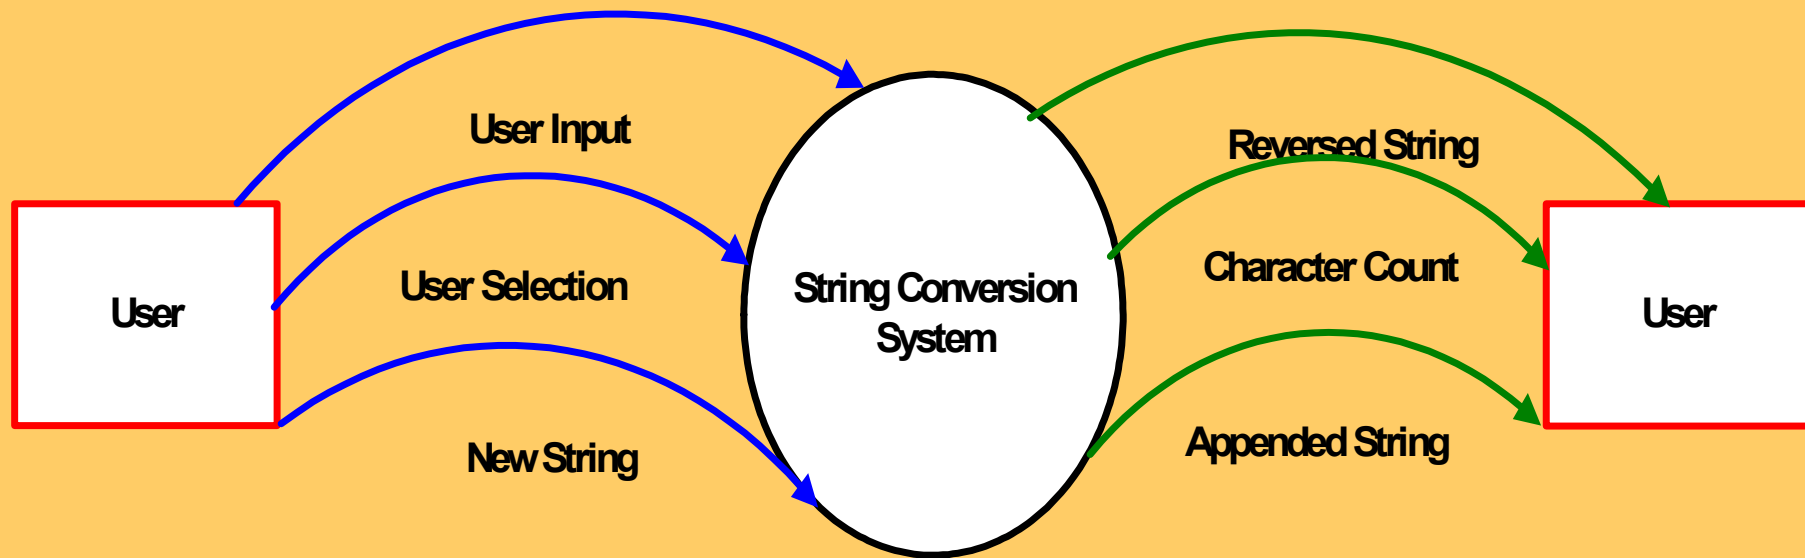 User Input
Reversed String
User Selection
Character Count
String Conversion
System
User
User
New String
Appended String